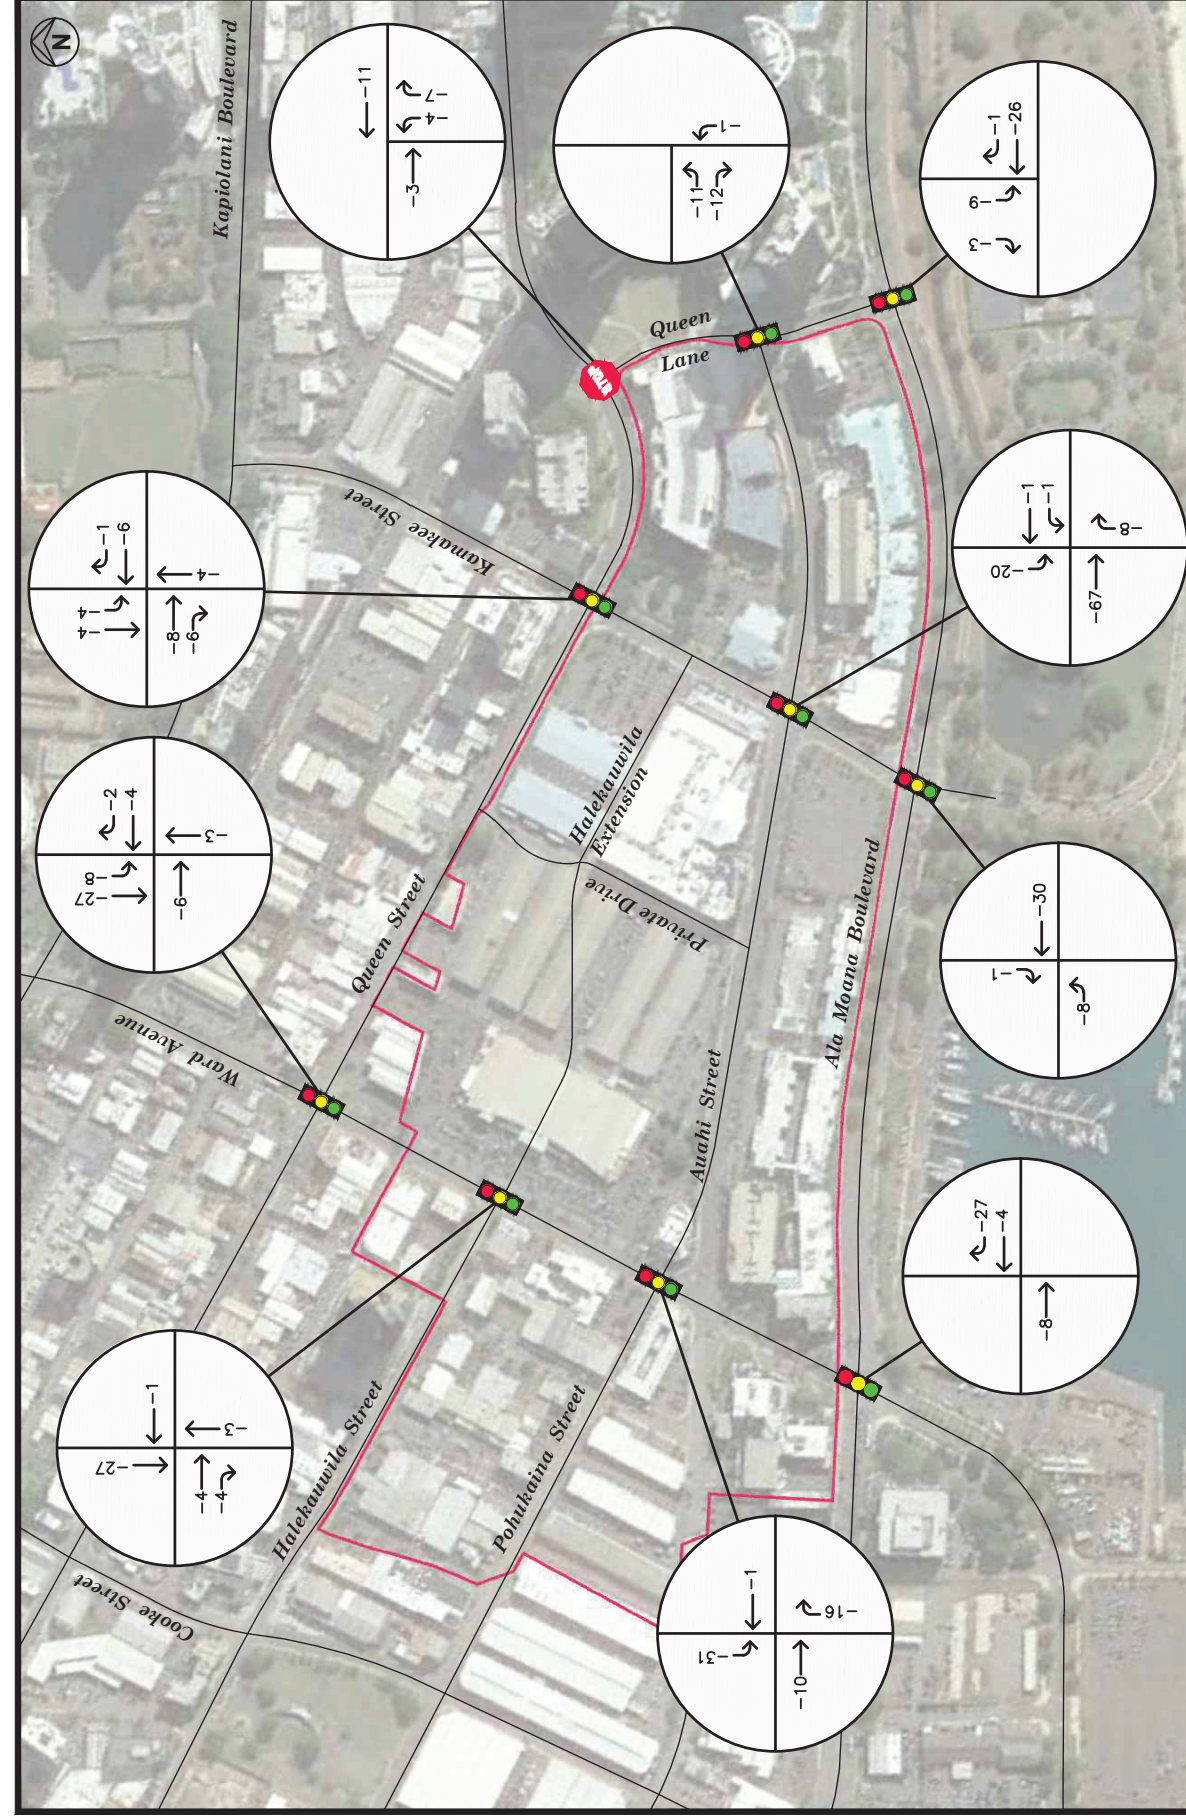 N
Kapiolani Boulevard
-11
-7
-4
-3
-1
-11
-12
-1
-26
-9
-3
Queen
Lane
STOP
Kamakee Street
-1
-6
-4
-4
-4
-8
-6
-1
-1
-20
-67
-8
-2
-4
-8
-27
-3
-6
Halekauwila
Extension
Private Drive
Queen Street
Ward Avenue
Ala Moana Boulevard
-30
-1
-8
Auahi Street
-27
-4
-8
-1
-27
-3
-4
-4
Halekauwila Street
Pohukaina Street
Cooke Street
-1
-31
-16
-10